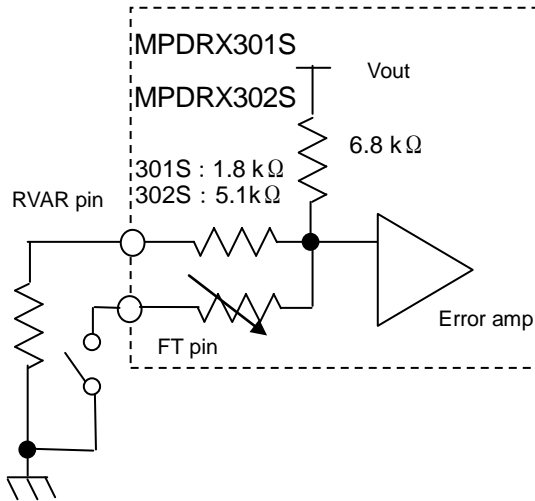 MPDRX301S
Vout
MPDRX302S
6.8 kΩ
301S : 1.8 kΩ
302S : 5.1kΩ
RVAR pin
Error amp
FT pin